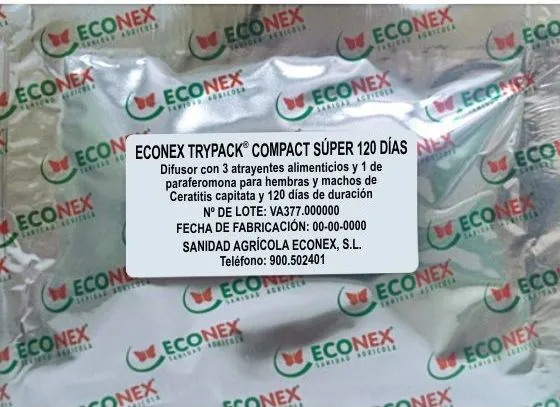 ECONEX
SANIDAD AGRÍCOLA
ECONEX TRYPACK® COMPACT SÚPER 120 DÍAS
Difusor con 3 atrayentes alimenticios y 1 de
paraferomona para hembras y machos de
Ceratitis capitata y 120 días de duración
Nº DE LOTE: VA377.000000
FECHA DE FABRICACIÓN: 00-00-0000
SANIDAD AGRÍCOLA ECONEX, S.L.
Teléfono: 900.502401